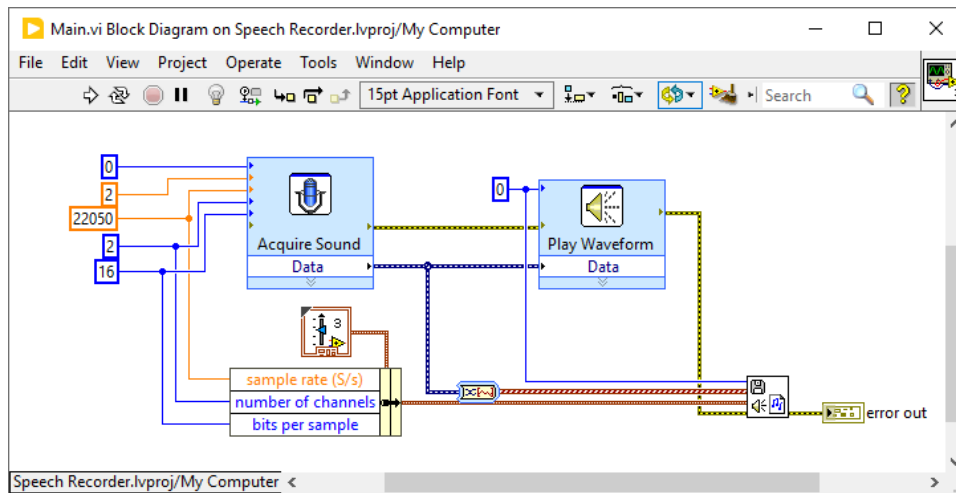 Main.vi Block Diagram on Speech Recorder.lvproj/My Computer
File Edit View Project Operate Tools Window Help
15pt Application Font
Search
?
0
2
22050
2
16
Acquire Sound
Data
0
Play Waveform
Data
3
sample rate (S/s)
number of channels
bits per sample
error out
Speech Recorder.lvproj/My Computer